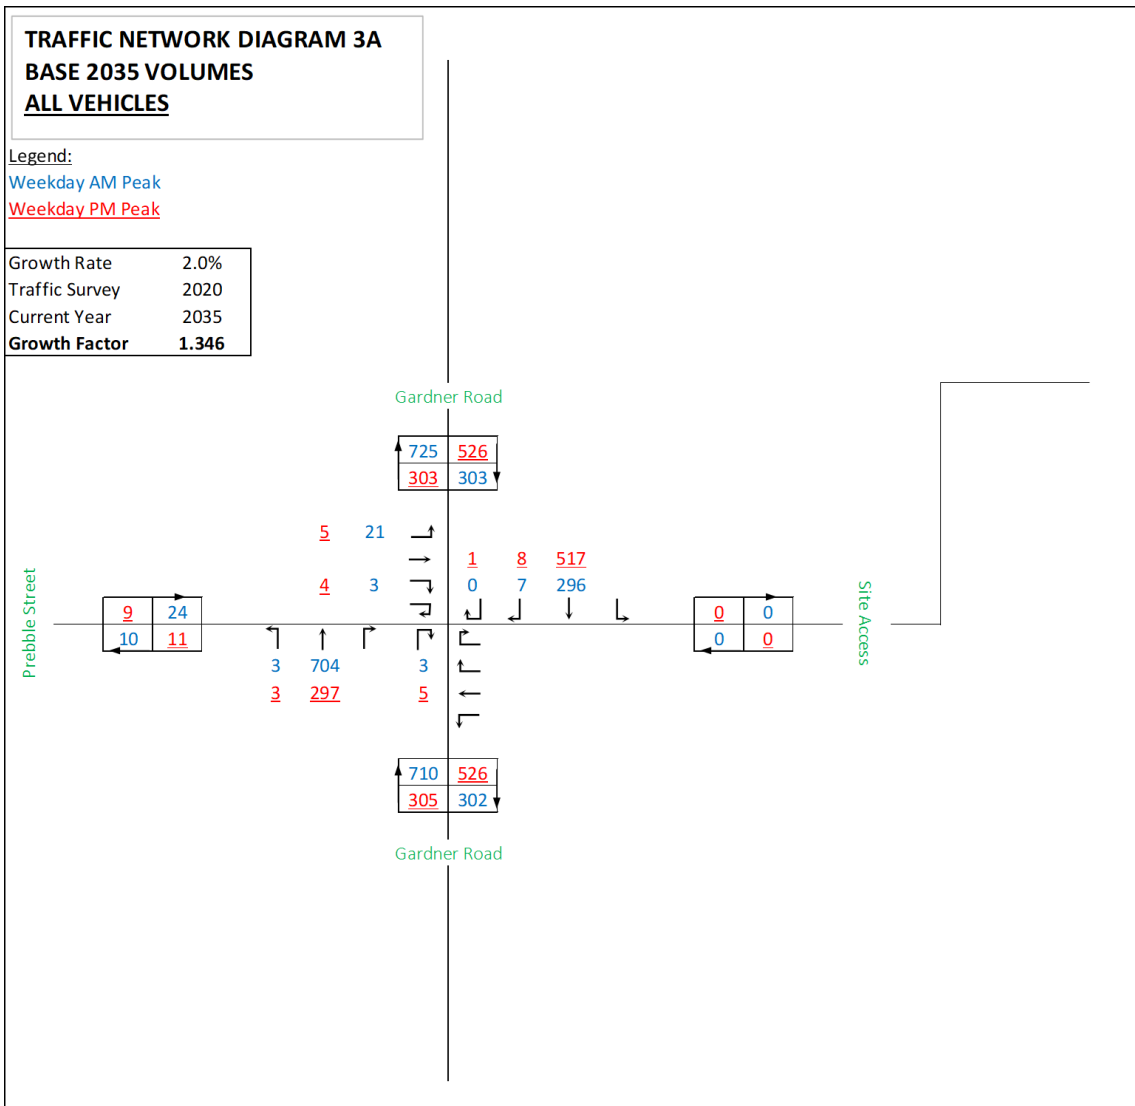 TRAFFIC NETWORK DIAGRAM 3A
BASE 2035 VOLUMES
ALL VEHICLES
Legend:
Weekday AM Peak
Weekday PM Peak
Growth Rate 2.0%
Traffic Survey 2020
Current Year 2035
Growth Factor 1.346
Gardner Road
725 526
303 303
5 21
1 8 517
4 3 0 7 296
Prebble Street
9 24
10 11
0 0
0 0
Site Access
3 704 3
3 297 5
710 526
305 302
Gardner Road